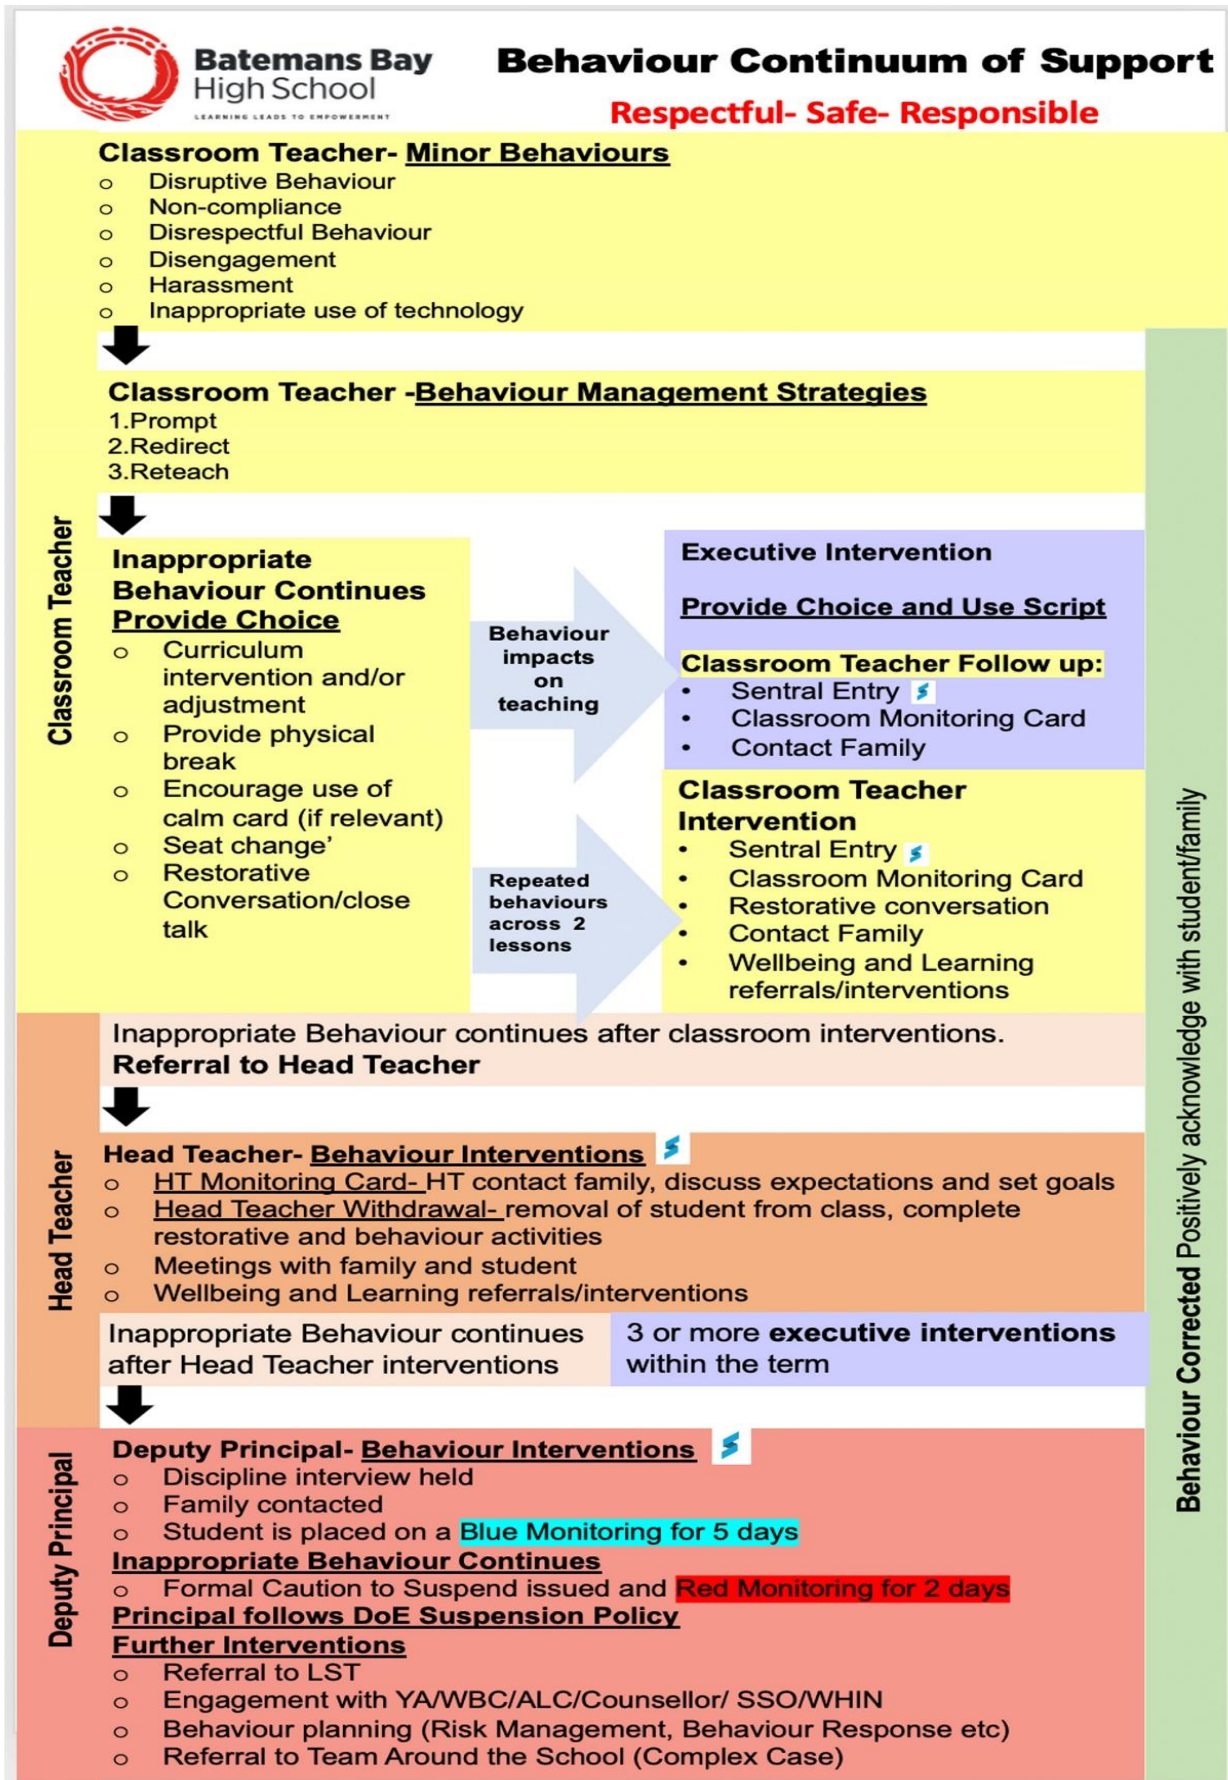 Batemans Bay
High School
LEARNING LEADS TO EMPOWERMENT
Behaviour Continuum of Support
Respectful- Safe- Responsible
Classroom Teacher- Minor Behaviours
o Disruptive Behaviour
o Non-compliance
o Disrespectful Behaviour
o Disengagement
o Harassment
o Inappropriate use of technology
Classroom Teacher -Behaviour Management Strategies
1.Prompt
2.Redirect
3.Reteach
Classroom Teacher
Inappropriate
Behaviour Continues
Provide Choice
o Curriculum
intervention and/or
adjustment
o Provide physical
break
o Encourage use of
calm card (if relevant)
o Seat change’
o Restorative
Conversation/close
talk
Behaviour
impacts
on
teaching
Repeated
behaviours
across 2
lessons
Executive Intervention
Provide Choice and Use Script
Classroom Teacher Follow up:
• Sentral Entry
• Classroom Monitoring Card
• Contact Family
Classroom Teacher
Intervention
• Sentral Entry
• Classroom Monitoring Card
• Restorative conversation
• Contact Family
• Wellbeing and Learning
referrals/interventions
Inappropriate Behaviour continues after classroom interventions.
Referral to Head Teacher
Head Teacher
Head Teacher- Behaviour Interventions
o HT Monitoring Card- HT contact family, discuss expectations and set goals
o Head Teacher Withdrawal- removal of student from class, complete
restorative and behaviour activities
o Meetings with family and student
o Wellbeing and Learning referrals/interventions
Inappropriate Behaviour continues
after Head Teacher interventions
3 or more executive interventions
within the term
Deputy Principal
Deputy Principal- Behaviour Interventions
o Discipline interview held
o Family contacted
o Student is placed on a Blue Monitoring for 5 days
Inappropriate Behaviour Continues
o Formal Caution to Suspend issued and Red Monitoring for 2 days
Principal follows DoE Suspension Policy
Further Interventions
o Referral to LST
o Engagement with YA/WBC/ALC/Counsellor/ SSO/WHIN
o Behaviour planning (Risk Management, Behaviour Response etc)
o Referral to Team Around the School (Complex Case)
Behaviour Corrected Positively acknowledge with student/family